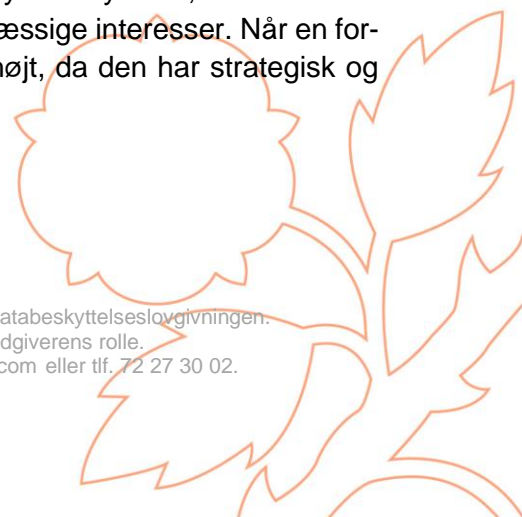 æssige interesser. Når en for-
højt, da den har strategisk og
atabeskyttelseslovgivningen.
dgiverens rolle.
com eller tlf. 72 27 30 02.